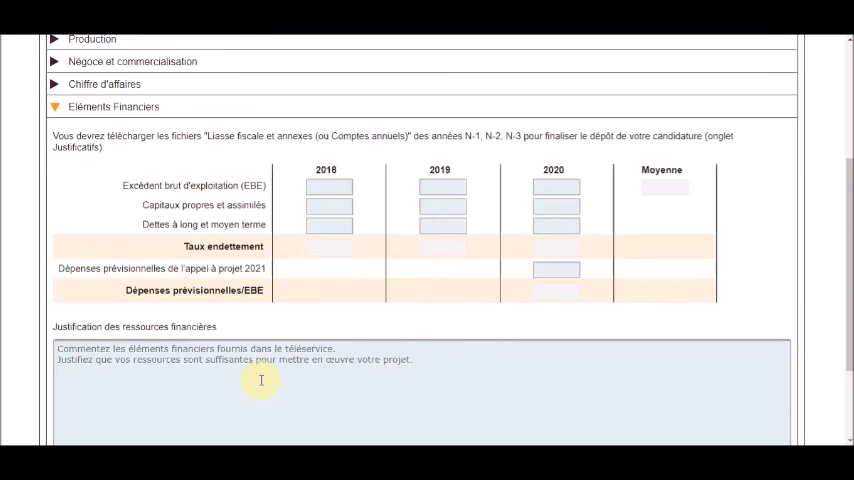 Production
Négoce et commercialisation
Chiffre d'affaires
Eléments Financiers
Vous devrez télécharger les fichiers "Liasse fiscale et annexes (ou Comptes annuels)" des années N-1, N-2, N-3 pour finaliser le dépôt de votre candidature (onglet
Justificatifs).
2018 2019 2020 Moyenne
Excédent brut d'exploitation (EBE)
Capitaux propres et assimilés
Dettes à long et moyen terme
Taux endettement
Dépenses prévisionnelles de l'appel à projet 2021
Dépenses prévisionnelles/EBE
Justification des ressources financières
Commentez les éléments financiers fournis dans le téléservice.
Justifiez que vos ressources sont suffisantes pour mettre en œuvre votre projet.